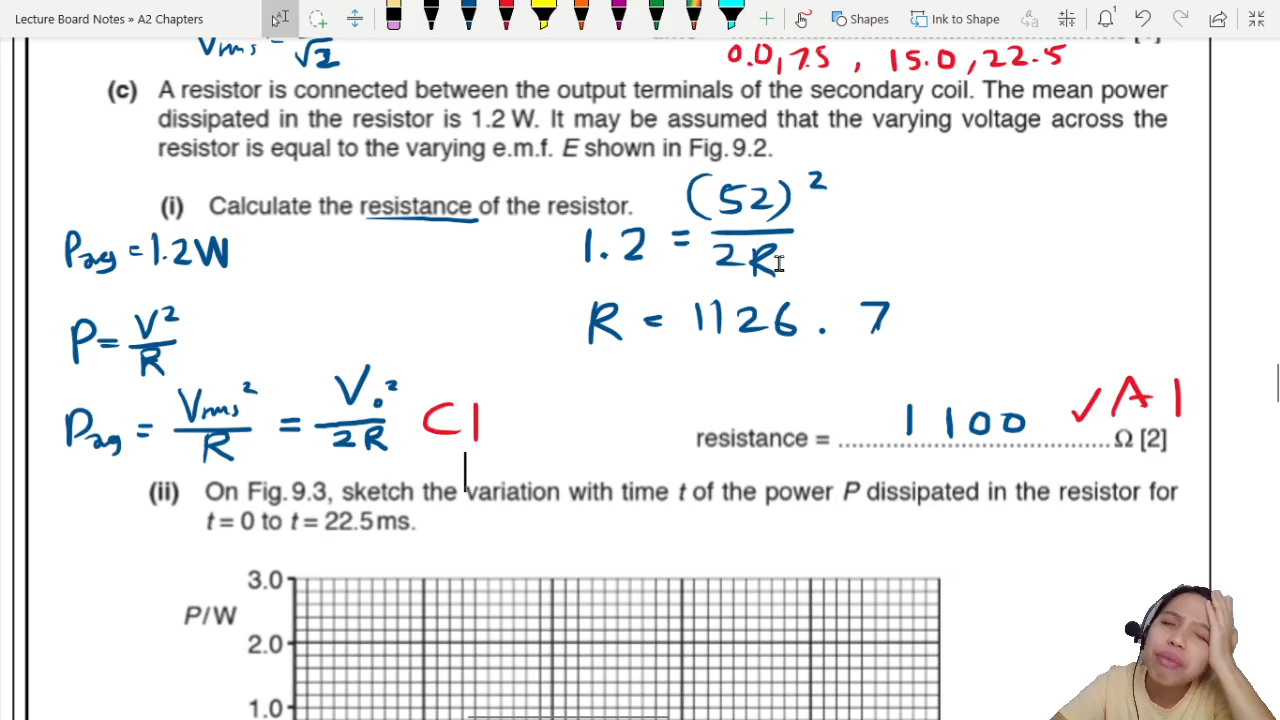 Lecture Board Notes » A2 Chapters
Shapes
Ink to Shape
Vrms
√2
0.0, 7.5 , 15.0, 22.5
(c) A resistor is connected between the output terminals of the secondary coil. The mean power
dissipated in the resistor is 1.2 W. It may be assumed that the varying voltage across the
resistor is equal to the varying e.m.f. E shown in Fig. 9.2.
(i) Calculate the resistance of the resistor.
Pavg = 1.2W
1.2 = (52)² / 2R
P = V² / R
R = 1126.7
Pavg = Vrms² / R = V₀² / 2R C1
1100 ✓ A1
resistance = ........................................ Ω [2]
(ii) On Fig. 9.3, sketch the variation with time t of the power P dissipated in the resistor for
t = 0 to t = 22.5 ms.
3.0
P/W
2.0
1.0